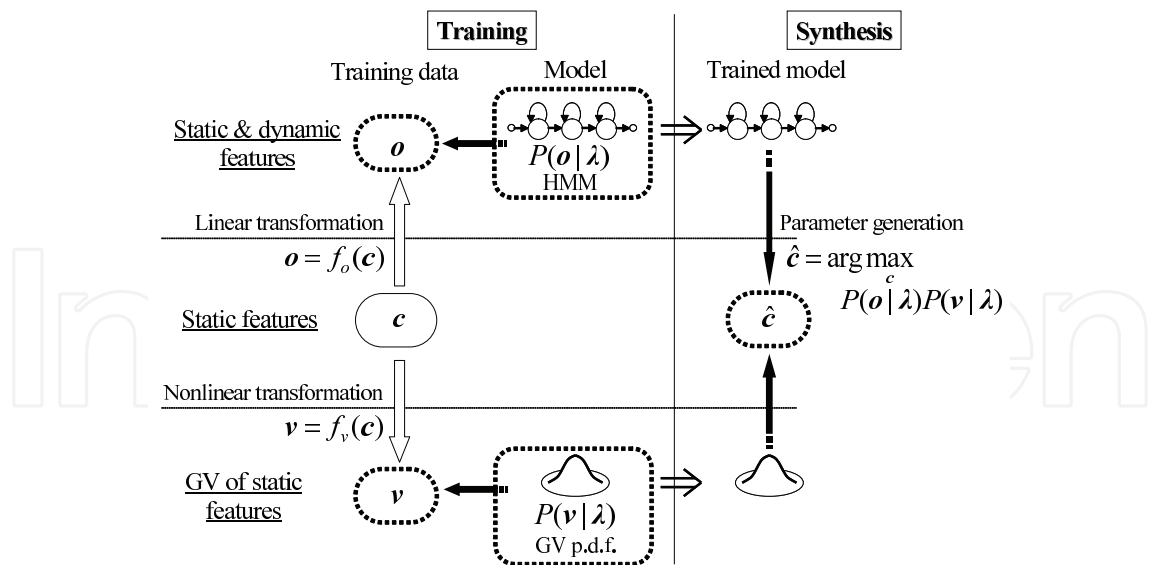 Training
Synthesis
Training data
Model
Trained model
Static & dynamic
features
o
P(o | λ)
HMM
Linear transformation
o = f_o(c)
Parameter generation
ĉ = arg max
c
P(o | λ)P(v | λ)
Static features
c
ĉ
Nonlinear transformation
v = f_v(c)
GV of static
features
v
P(v | λ)
GV p.d.f.